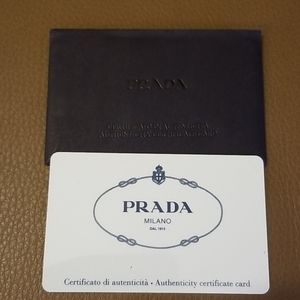 PRADA
PRADA
MILANO
DAL 1913
Certificato di autenticità • Authenticity certificate card